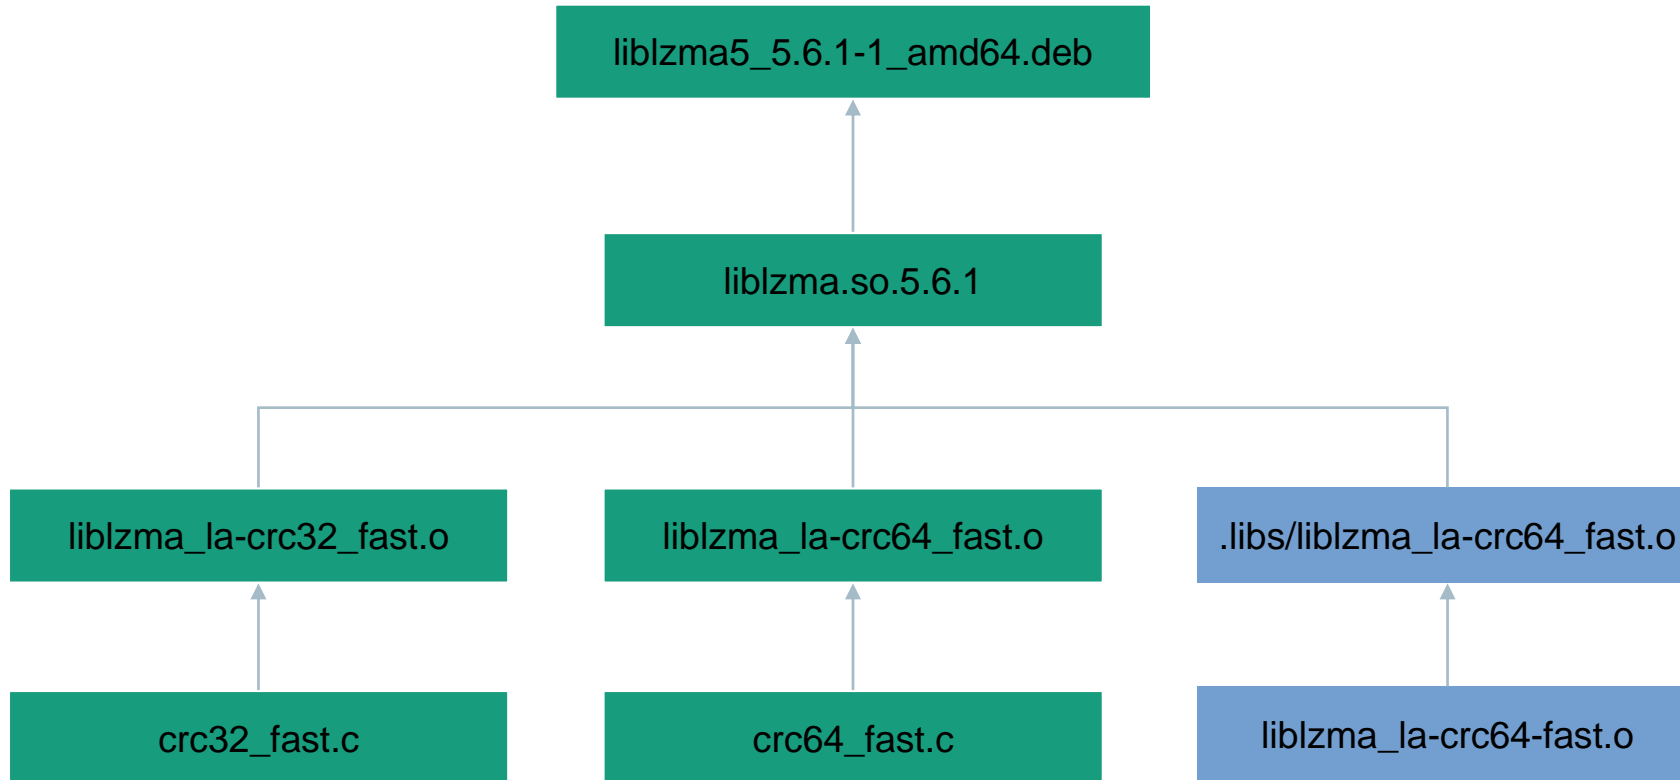 liblzma5_5.6.1-1_amd64.deb
liblzma.so.5.6.1
liblzma_la-crc32_fast.o
liblzma_la-crc64_fast.o
.libs/liblzma_la-crc64_fast.o
crc32_fast.c
crc64_fast.c
liblzma_la-crc64-fast.o